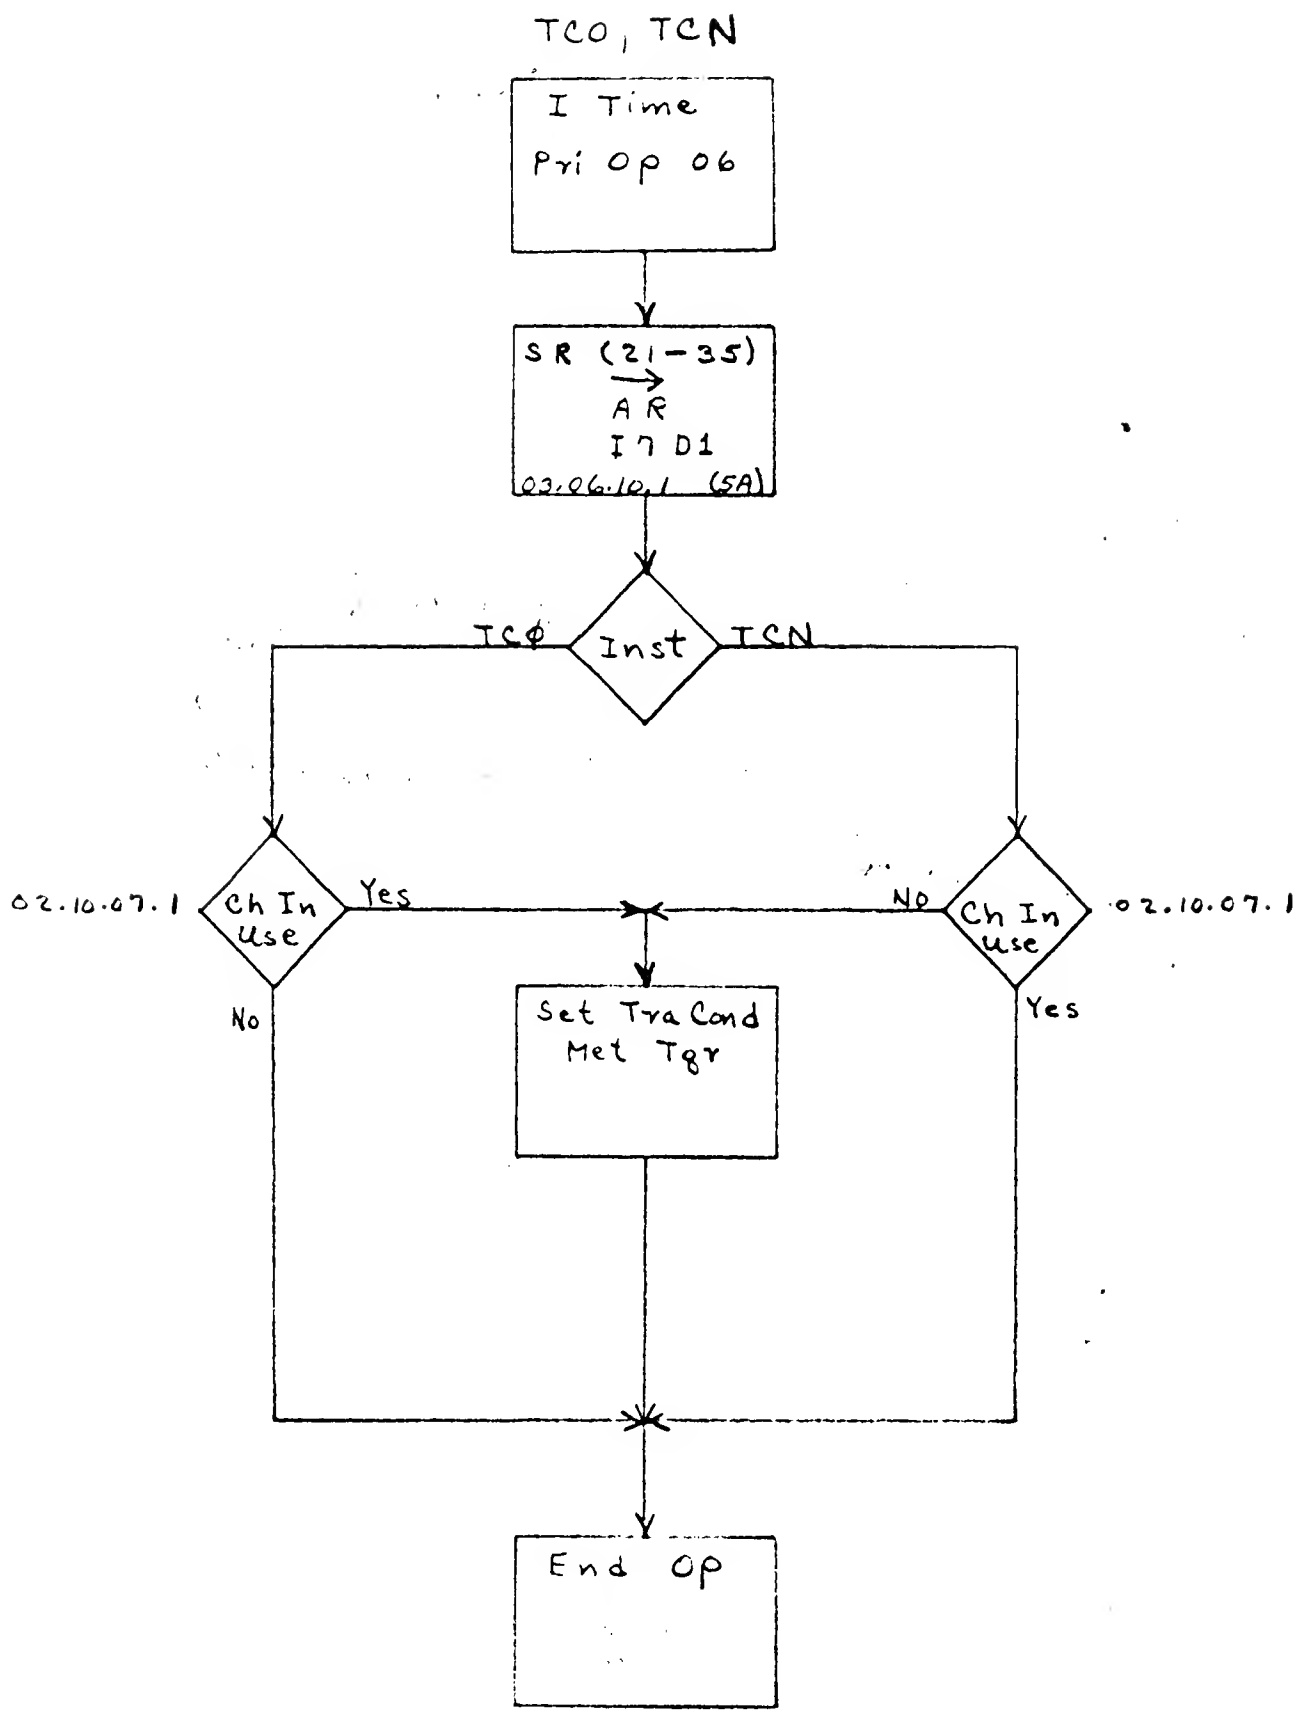 TCO, TCN
I Time
Pri Op 06
SR (21-35)
→
AR
I7 D1
03.06.10.1 (5A)
TCϕ
Inst
TCN
02.10.07.1
Ch In
Use
Yes
No
Ch In
Use
02.10.07.1
No
Yes
Set Tra Cond
Met Tgr
End Op